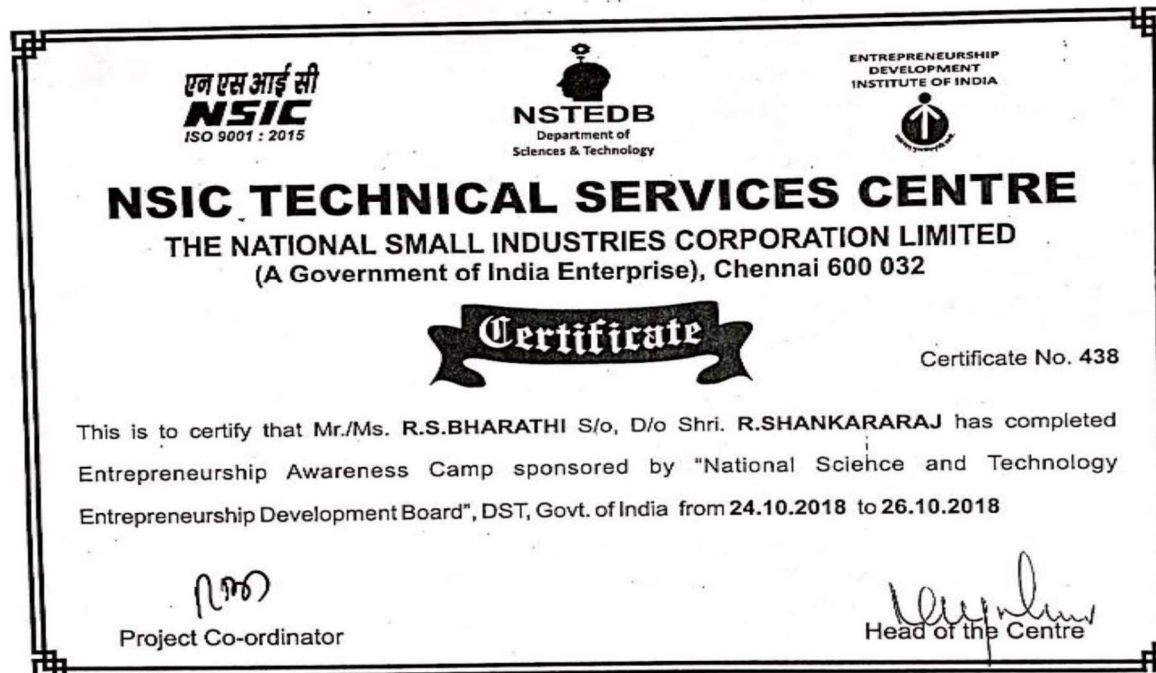 एन एस आई सी
NSIC
ISO 9001 : 2015
NSTEDB
Department of
Sciences & Technology
ENTREPRENEURSHIP
DEVELOPMENT
INSTITUTE OF INDIA
NSIC TECHNICAL SERVICES CENTRE
THE NATIONAL SMALL INDUSTRIES CORPORATION LIMITED
(A Government of India Enterprise), Chennai 600 032
Certificate
Certificate No. 438
This is to certify that Mr./Ms. R.S.BHARATHI S/o, D/o Shri. R.SHANKARARAJ has completed
Entrepreneurship Awareness Camp sponsored by "National Science and Technology
Entrepreneurship Development Board", DST, Govt. of India from 24.10.2018 to 26.10.2018
Project Co-ordinator
Head of the Centre